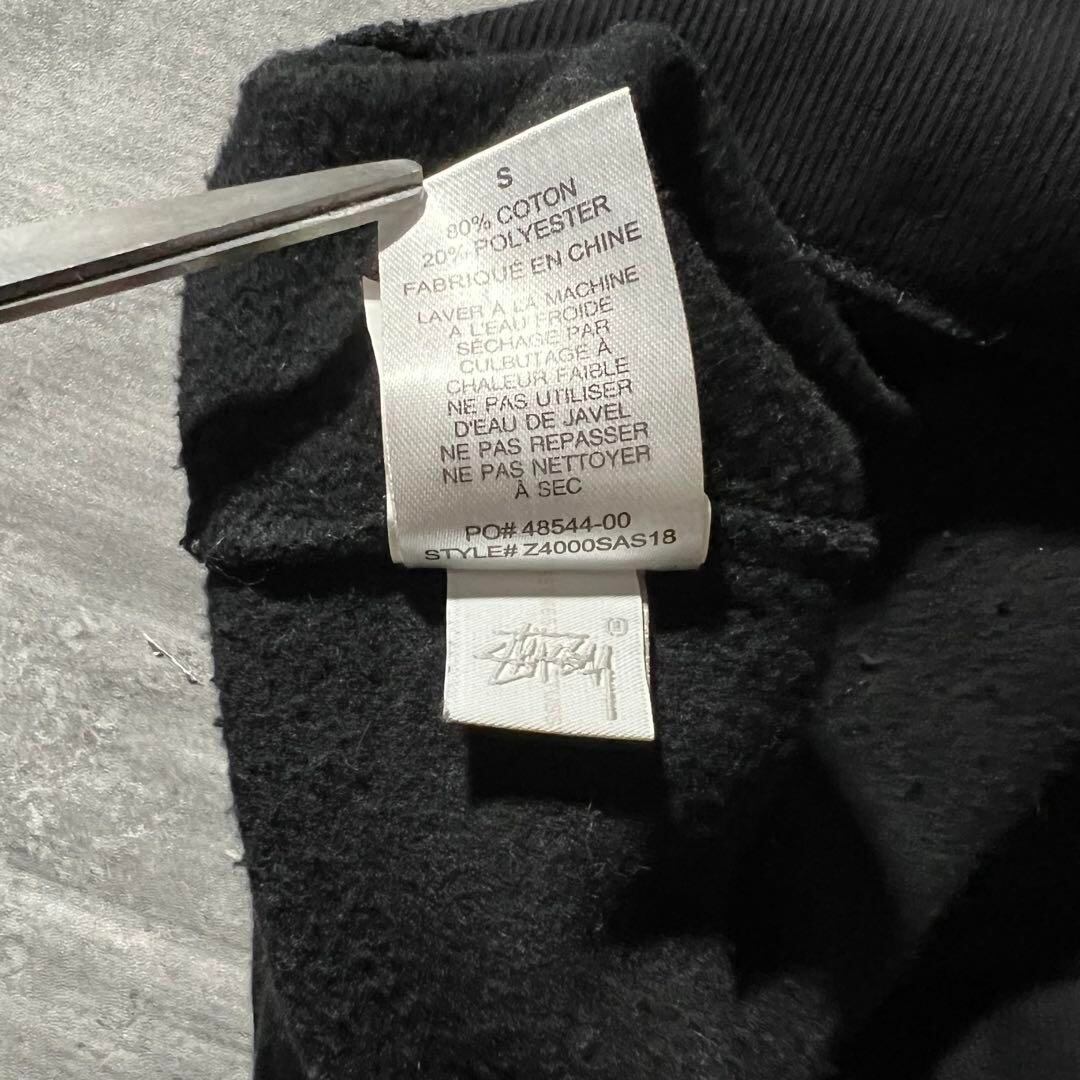 S
80% COTON
20% POLYESTER
FABRIQUÉ EN CHINE
LAVER À LA MACHINE
A L'EAU FROIDE
SÉCHAGE PAR
CULBUTAGE À
CHALEUR FAIBLE
NE PAS UTILISER
D'EAU DE JAVEL
NE PAS REPASSER
NE PAS NETTOYER
À SEC
PO# 48544-00
STYLE# Z4000SAS18
Stüssy
®